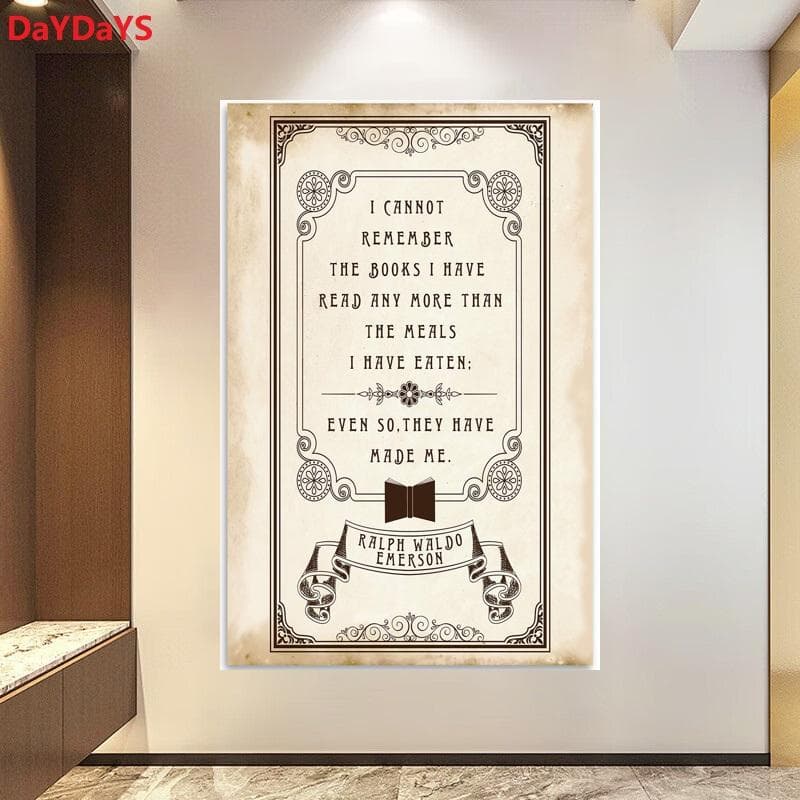 DaYDaYS
I CANNOT
REMEMBER
THE BOOKS I HAVE
READ ANY MORE THAN
THE MEALS
I HAVE EATEN;
EVEN SO,THEY HAVE
MADE ME.
RALPH WALDO
EMERSON